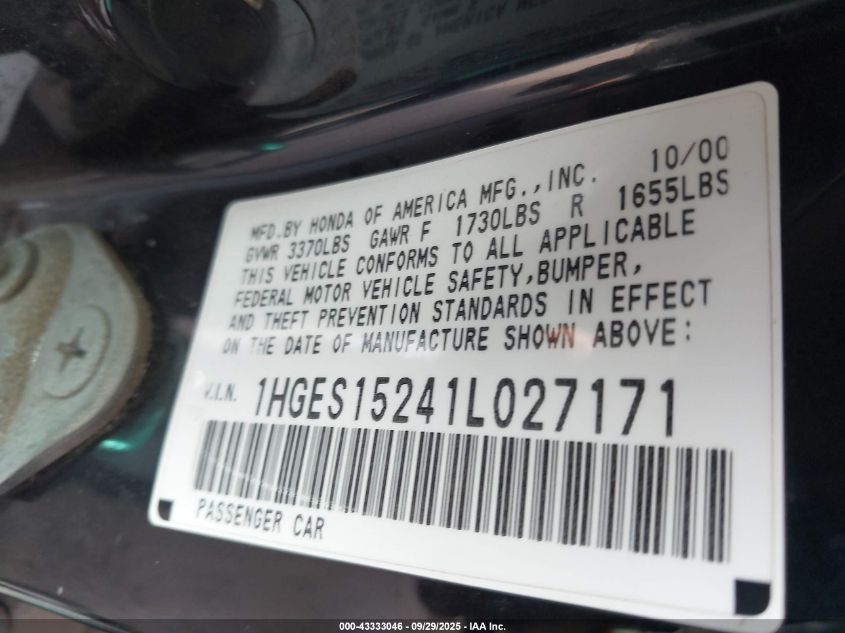 MFD.BY HONDA OF AMERICA MFG.,INC. 10/00
GVWR 3370LBS GAWR F 1730LBS R 1655LBS
THIS VEHICLE CONFORMS TO ALL APPLICABLE
FEDERAL MOTOR VEHICLE SAFETY,BUMPER,
AND THEFT PREVENTION STANDARDS IN EFFECT
ON THE DATE OF MANUFACTURE SHOWN ABOVE:
V.I.N. 1HGES15241L027171
PASSENGER CAR
000-43333046 - 09/29/2025 - IAA Inc.